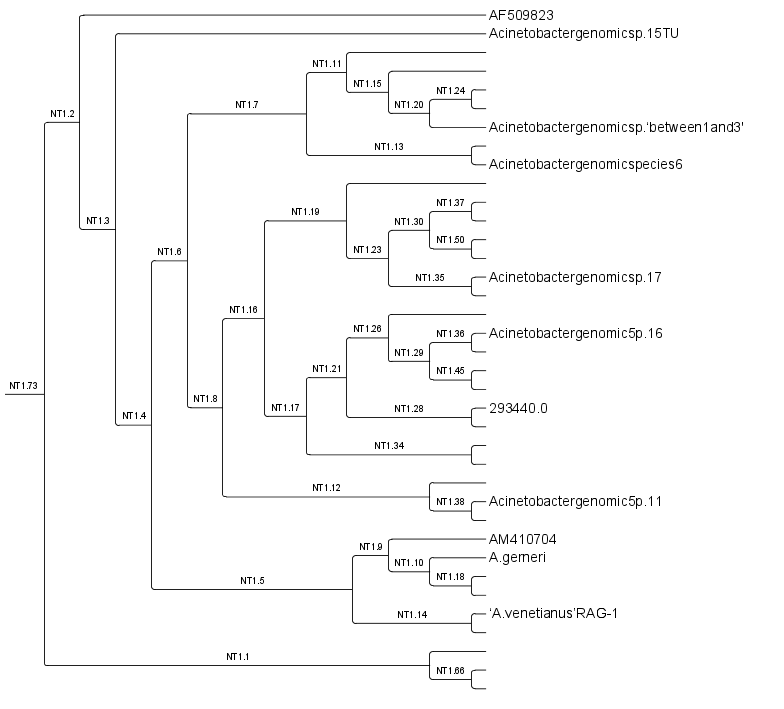 AF509823
Acinetobactergenomicsp.15TU
NT1.11
NT1.15
NT1.24
NT1.7
NT1.20
NT1.2
Acinetobactergenomicsp.'between1and3'
NT1.13
Acinetobactergenomicspecies6
NT1.37
NT1.19
NT1.30
NT1.3
NT1.50
NT1.23
NT1.6
Acinetobactergenomicsp.17
NT1.35
NT1.16
NT1.26
NT1.36
Acinetobactergenomic5p.16
NT1.29
NT1.21
NT1.45
NT1.73
NT1.8
NT1.17
NT1.28
293440.0
NT1.4
NT1.34
NT1.12
NT1.38
Acinetobactergenomic5p.11
AM410704
NT1.9
A.gerneri
NT1.10
NT1.18
NT1.5
NT1.14
'A.venetianus'RAG-1
NT1.1
NT1.66